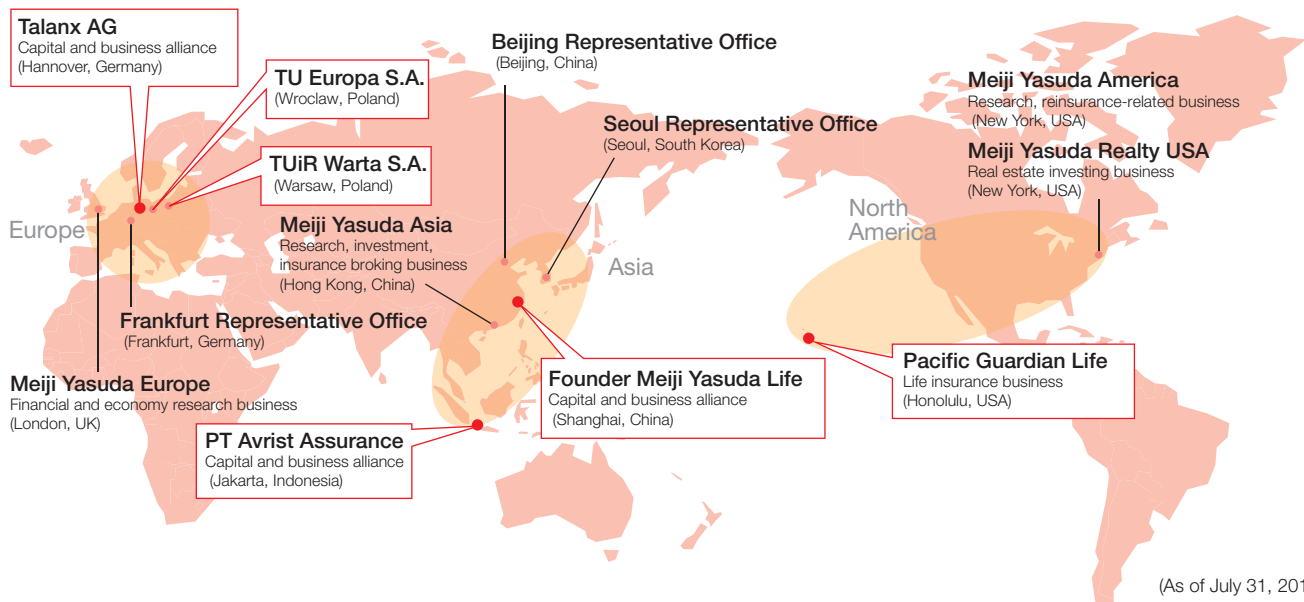 Talanx AG
Capital and business alliance
(Hannover, Germany)
TU Europa S.A.
(Wroclaw, Poland)
TUiR Warta S.A.
(Warsaw, Poland)
Europe
Frankfurt Representative Office
(Frankfurt, Germany)
Meiji Yasuda Europe
Financial and economy research business
(London, UK)
Beijing Representative Office
(Beijing, China)
Seoul Representative Office
(Seoul, South Korea)
Meiji Yasuda Asia
Research, investment,
insurance broking business
(Hong Kong, China)
Asia
Founder Meiji Yasuda Life
Capital and business alliance
(Shanghai, China)
PT Avrist Assurance
Capital and business alliance
(Jakarta, Indonesia)
Meiji Yasuda America
Research, reinsurance-related business
(New York, USA)
Meiji Yasuda Realty USA
Real estate investing business
(New York, USA)
North
America
Pacific Guardian Life
Life insurance business
(Honolulu, USA)
(As of July 31, 201